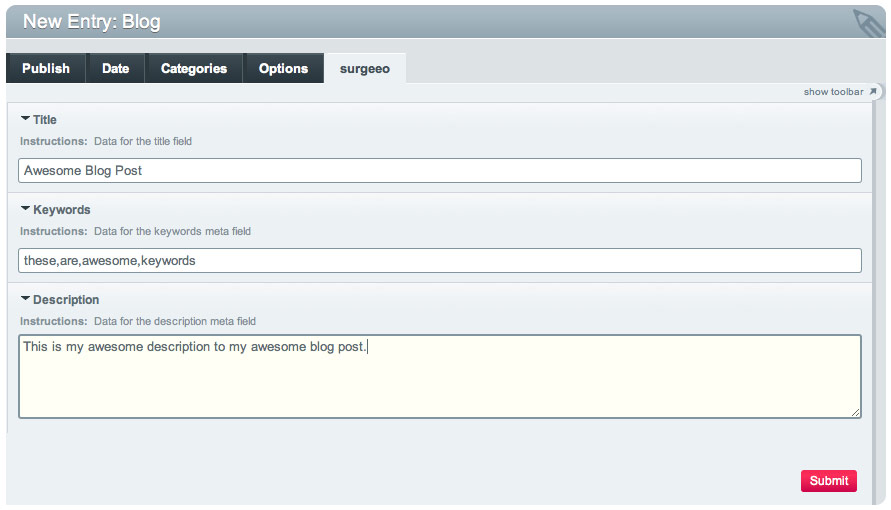 New Entry: Blog
Publish Date Categories Options surgeeo
show toolbar
Title
Instructions: Data for the title field
Awesome Blog Post
Keywords
Instructions: Data for the keywords meta field
these,are,awesome,keywords
Description
Instructions: Data for the description meta field
This is my awesome description to my awesome blog post.
Submit